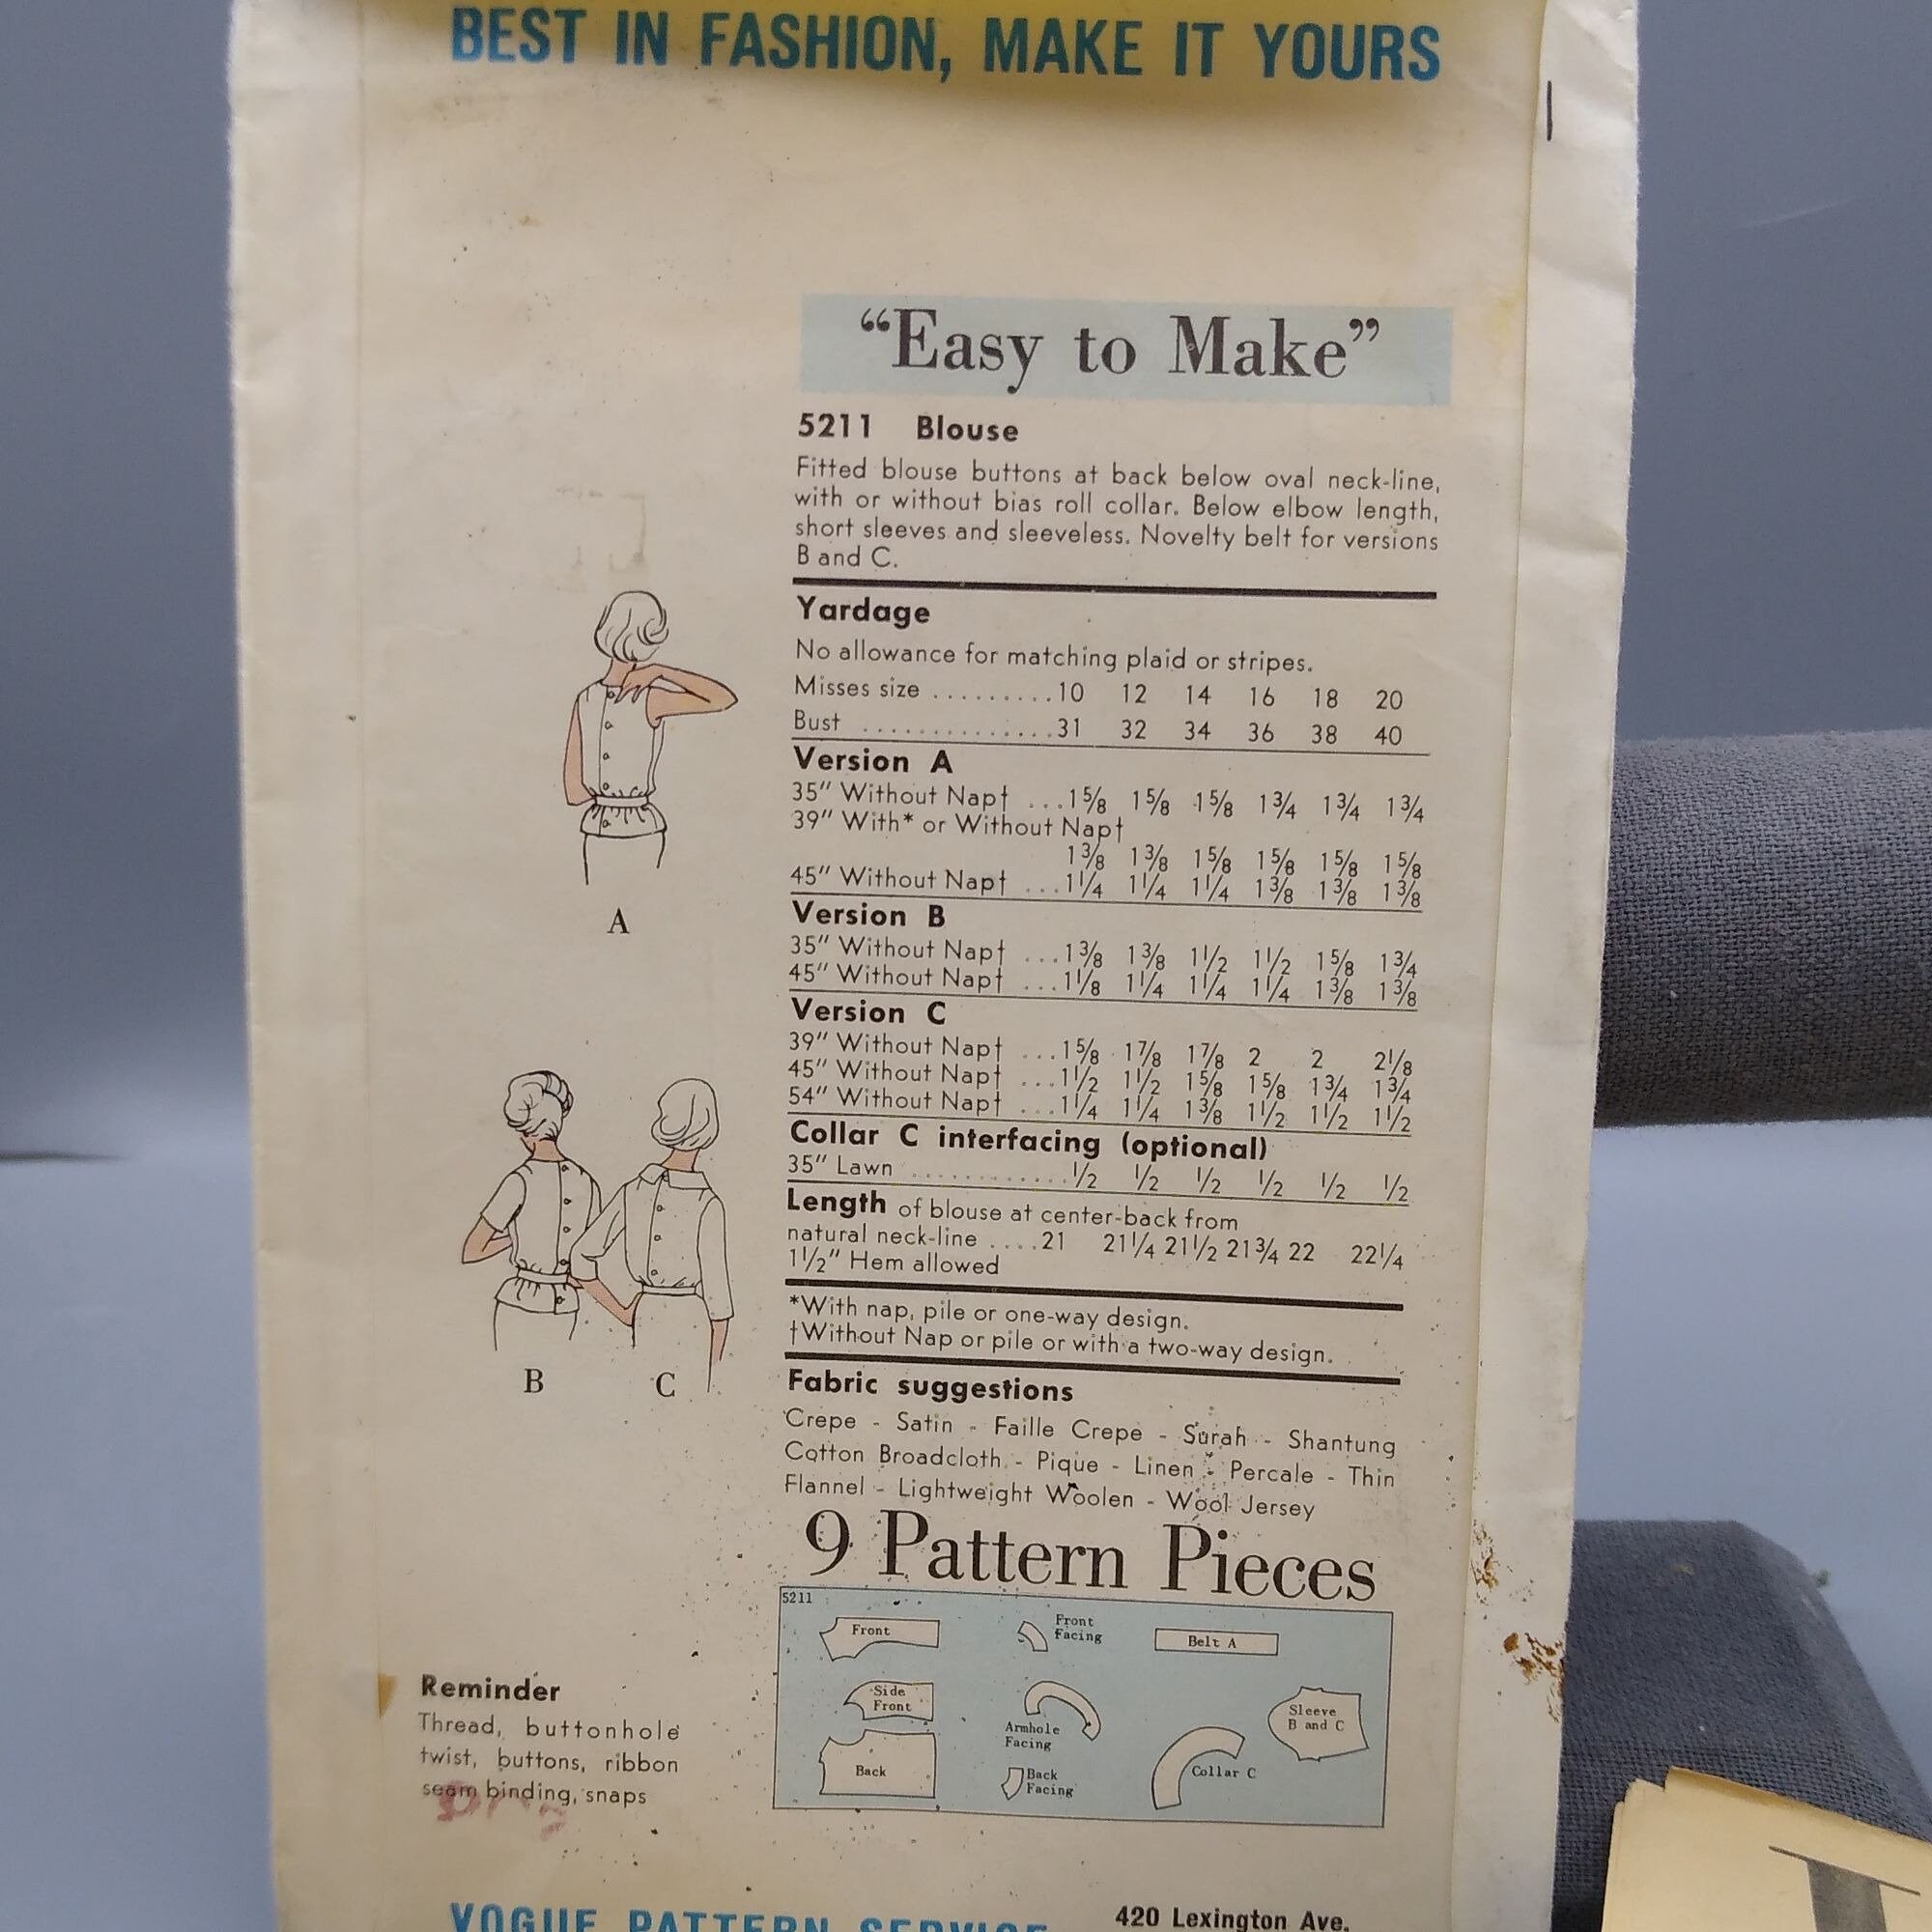 BEST IN FASHION, MAKE IT YOURS
“Easy to Make”
5211 Blouse
Fitted blouse buttons at back below oval neck-line,
with or without bias roll collar. Below elbow length,
short sleeves and sleeveless. Novelty belt for versions
B and C.
Yardage
No allowance for matching plaid or stripes.
Misses size ..........10 12 14 16 18 20
Bust ..............31 32 34 36 38 40
Version A
35″ Without Nap† ...1⅝ 1⅝ 1⅝ 1¾ 1¾ 1¾
39″ With* or Without Nap†
1⅜ 1⅜ 1⅝ 1⅝ 1⅝ 1⅝
45″ Without Nap† ...1¼ 1¼ 1¼ 1⅜ 1⅜ 1⅜
Version B
35″ Without Nap† ...1⅜ 1⅜ 1½ 1½ 1⅝ 1¾
45″ Without Nap† ...1⅛ 1¼ 1¼ 1¼ 1⅜ 1⅜
Version C
39″ Without Nap† ...1⅝ 1⅞ 1⅞ 2 2 2⅛
45″ Without Nap† ...1½ 1½ 1⅝ 1⅝ 1¾ 1¾
54″ Without Nap† ...1¼ 1¼ 1⅜ 1½ 1½ 1½
Collar C interfacing (optional)
35″ Lawn .............½ ½ ½ ½ ½ ½
Length of blouse at center-back from
natural neck-line ....21 21¼ 21½ 21¾ 22 22¼
1½″ Hem allowed
*With nap, pile or one-way design.
†Without Nap or pile or with a two-way design.
Fabric suggestions
Crepe - Satin - Faille Crepe - Surah - Shantung
Cotton Broadcloth - Pique - Linen - Percale - Thin
Flannel - Lightweight Woolen - Wool Jersey
9 Pattern Pieces
5211
Front
Front
Facing
Belt A
Side
Front
Armhole
Facing
Sleeve
B and C
Back
Back
Facing
Collar C
A
B
C
Reminder
Thread, buttonhole
twist, buttons, ribbon
seam binding, snaps
VOGUE PATTERN SERVICE
420 Lexington Ave.